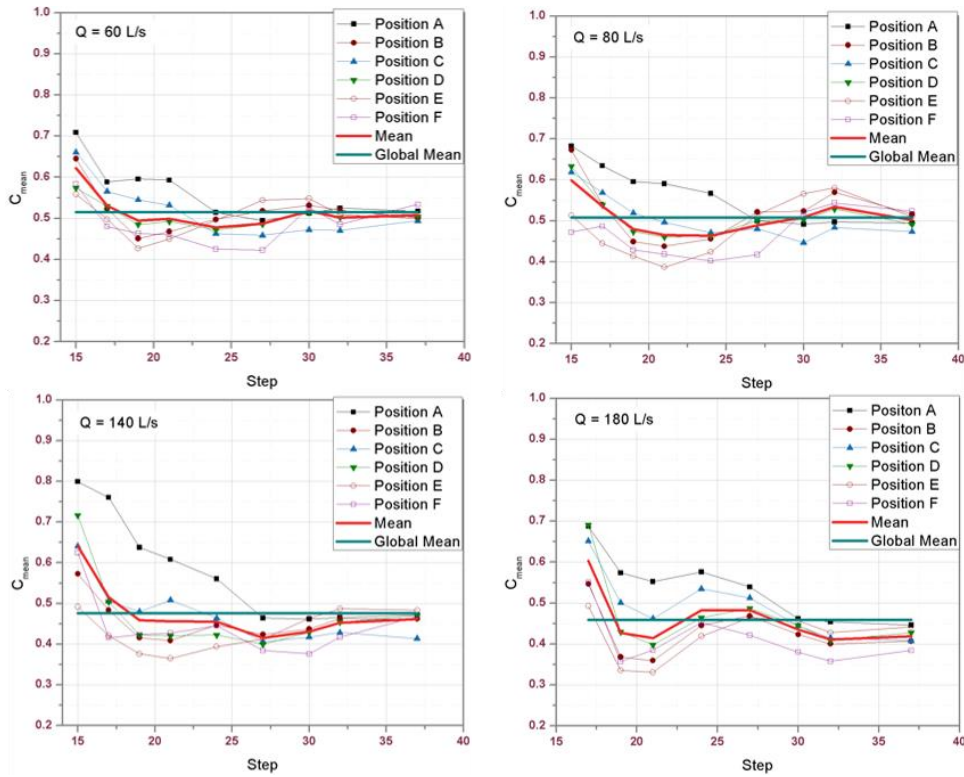 Q = 60 L/s
Position A
Position B
Position C
Position D
Position E
Position F
Mean
Global Mean
1.0
0.9
0.8
0.7
0.6
0.5
0.4
0.3
0.2
C mean
15
20
25
30
35
40
Step
Q = 80 L/s
Position A
Position B
Position C
Position D
Position E
Position F
Mean
Global Mean
1.0
0.9
0.8
0.7
0.6
0.5
0.4
0.3
0.2
C mean
15
20
25
30
35
40
Step
Q = 140 L/s
Position A
Position B
Position C
Position D
Position E
Position F
Mean
Global Mean
1.0
0.9
0.8
0.7
0.6
0.5
0.4
0.3
0.2
C mean
15
20
25
30
35
40
Step
Q = 180 L/s
Positon A
Positon B
Position C
Position D
Position E
Position F
Mean
Global Mean
1.0
0.9
0.8
0.7
0.6
0.5
0.4
0.3
0.2
C mean
15
20
25
30
35
40
Step